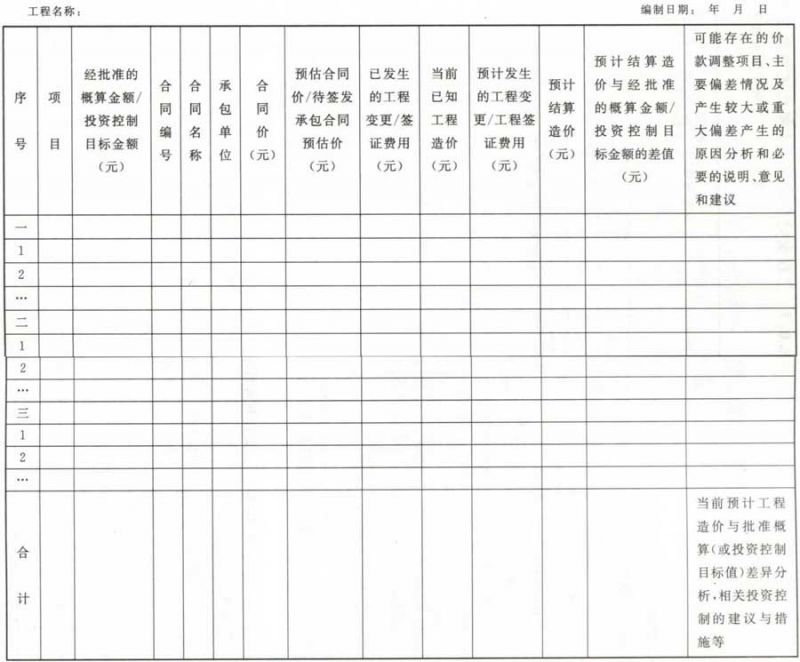 工程名称：
编制日期： 年 月 日
序号
项目
经批准的
概算金额/
投资控制
目标金额
（元）
合同编号
合同名称
承包单位
合同价
（元）
预估合同
价/待签发
承包合同
预估价
（元）
已发生
的工程
变更/签
证费用
（元）
当前
已知
工程
造价
（元）
预计发生
的工程变
更/工程签
证费用
（元）
预计
结算
造价
（元）
预计结算造
价与经批准
的概算金额/
投资控制目
标金额的差值
（元）
可能存在的价
款调整项目、主
要偏差情况及
产生较大或重
大偏差产生的
原因分析和必
要的说明、意见
和建议
一
1
2
…
二
1
2
…
三
1
2
…
合计
当前预计工程
造价与批准概
算（或投资控制
目标值）差异分
析，相关投资控
制的建议与措
施等